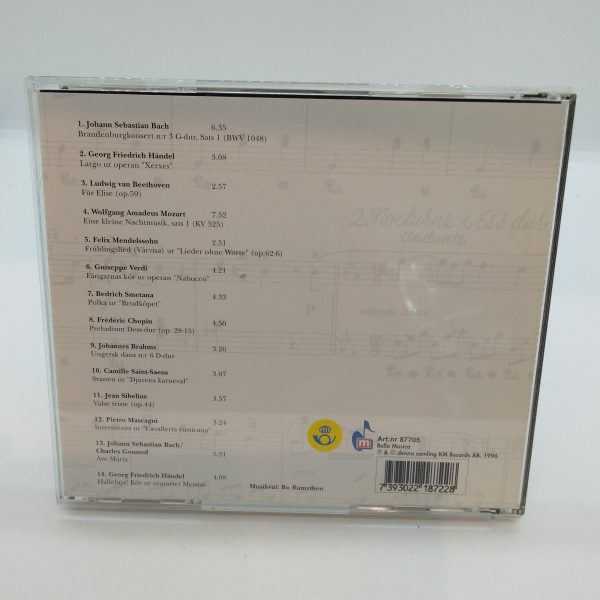 1. Johann Sebastian Bach 6.35
Brandenburgkonsert n:r 3 G-dur, Sats 1 (BWV 1048)
2. Georg Friedrich Händel 3.08
Largo ur operan "Xerxes"
3. Ludwig van Beethoven 2.57
Für Elise (op.59)
4. Wolfgang Amadeus Mozart 7.52
Eine kleine Nachtmusik, sats 1 (KV 525)
5. Felix Mendelssohn 2.51
Frühlingslied (Vårvisa) ur "Lieder ohne Worte" (op.62:6)
6. Guiseppe Verdi 4.21
Fångarnas kör ur operan "Nabucco"
7. Bedrich Smetana 4.33
Polka ur "Brudköpet"
8. Frédéric Chopin 4.50
Preludium Dess-dur (op. 28:15)
9. Johannes Brahms 3.26
Ungersk dans n:r 6 D-dur
10. Camille Saint-Saens 3.07
Svanen ur "Djurens karneval"
11. Jean Sibelius 3.57
Valse triste (op.44)
12. Pietro Mascagni 3.24
Intermezzo ur "Cavalleria rusticana"
13. Johann Sebastian Bach/
Charles Gounod 3.21
Ave Maria
14. Georg Friedrich Händel 4.08
Halleluja! Kör ur oratoriet Messias
Musikval: Bo Ramviken
2. Nocturne i Ess dur
andante
p
m
Art.nr 87705
Bella Musica
℗ & © denna samling KM Records AB, 1996
7393022187228